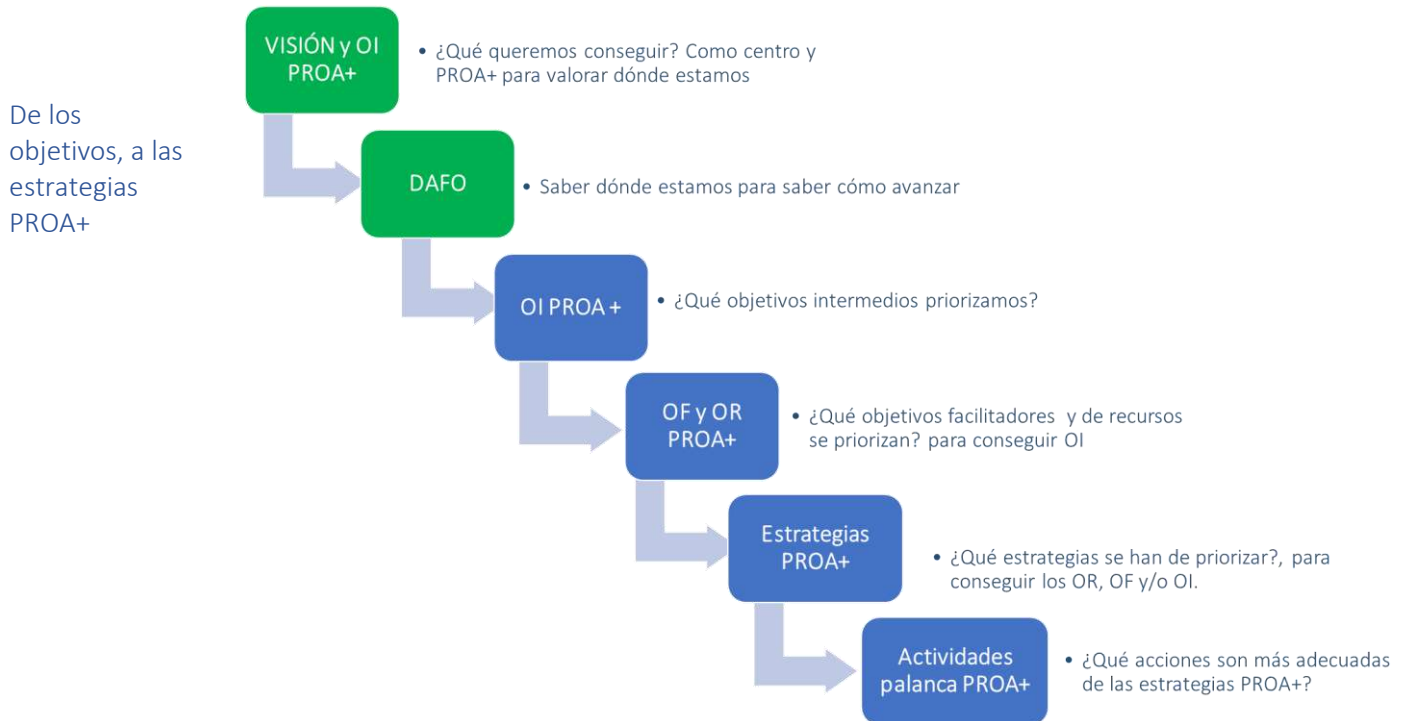 VISIÓN y OI
PROA+
• ¿Qué queremos conseguir? Como centro y
PROA+ para valorar dónde estamos
De los
objetivos, a las
estrategias
PROA+
DAFO
• Saber dónde estamos para saber cómo avanzar
OI PROA +
• ¿Qué objetivos intermedios priorizamos?
OF y OR
PROA+
• ¿Qué objetivos facilitadores y de recursos
se priorizan? para conseguir OI
Estrategias
PROA+
• ¿Qué estrategias se han de priorizar?, para
conseguir los OR, OF y/o OI.
Actividades
palanca PROA+
• ¿Qué acciones son más adecuadas
de las estrategias PROA+?